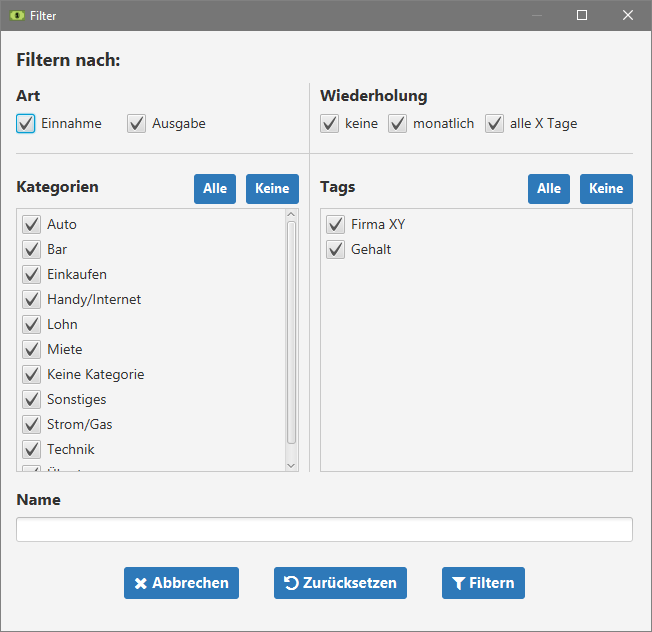 Filter
Filtern nach:
Art
Einnahme Ausgabe
Wiederholung
keine monatlich alle X Tage
Kategorien Alle Keine
Auto
Bar
Einkaufen
Handy/Internet
Lohn
Miete
Keine Kategorie
Sonstiges
Strom/Gas
Technik
Tags Alle Keine
Firma XY
Gehalt
Name
Abbrechen Zurücksetzen Filtern